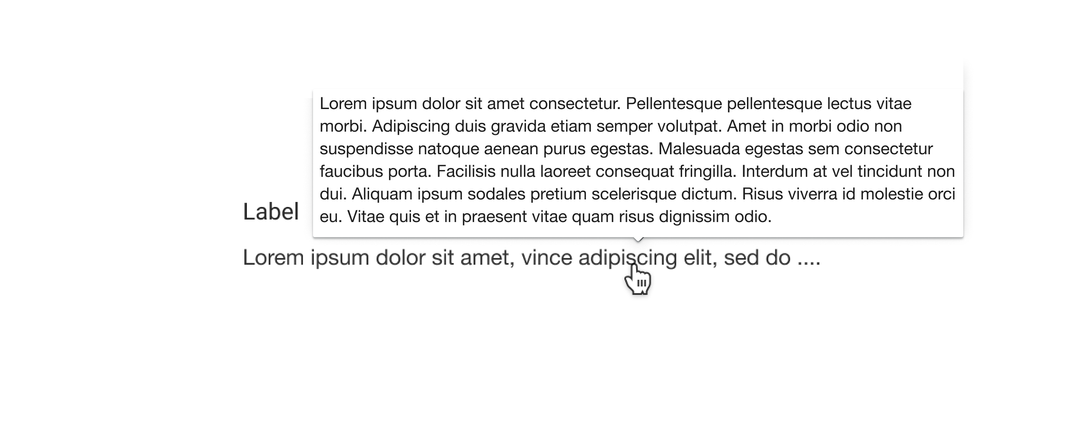 Lorem ipsum dolor sit amet consectetur. Pellentesque pellentesque lectus vitae
morbi. Adipiscing duis gravida etiam semper volutpat. Amet in morbi odio non
suspendisse natoque aenean purus egestas. Malesuada egestas sem consectetur
faucibus porta. Facilisis nulla laoreet consequat fringilla. Interdum at vel tincidunt non
dui. Aliquam ipsum sodales pretium scelerisque dictum. Risus viverra id molestie orci
eu. Vitae quis et in praesent vitae quam risus dignissim odio.
Label
Lorem ipsum dolor sit amet, vince adipiscing elit, sed do ....